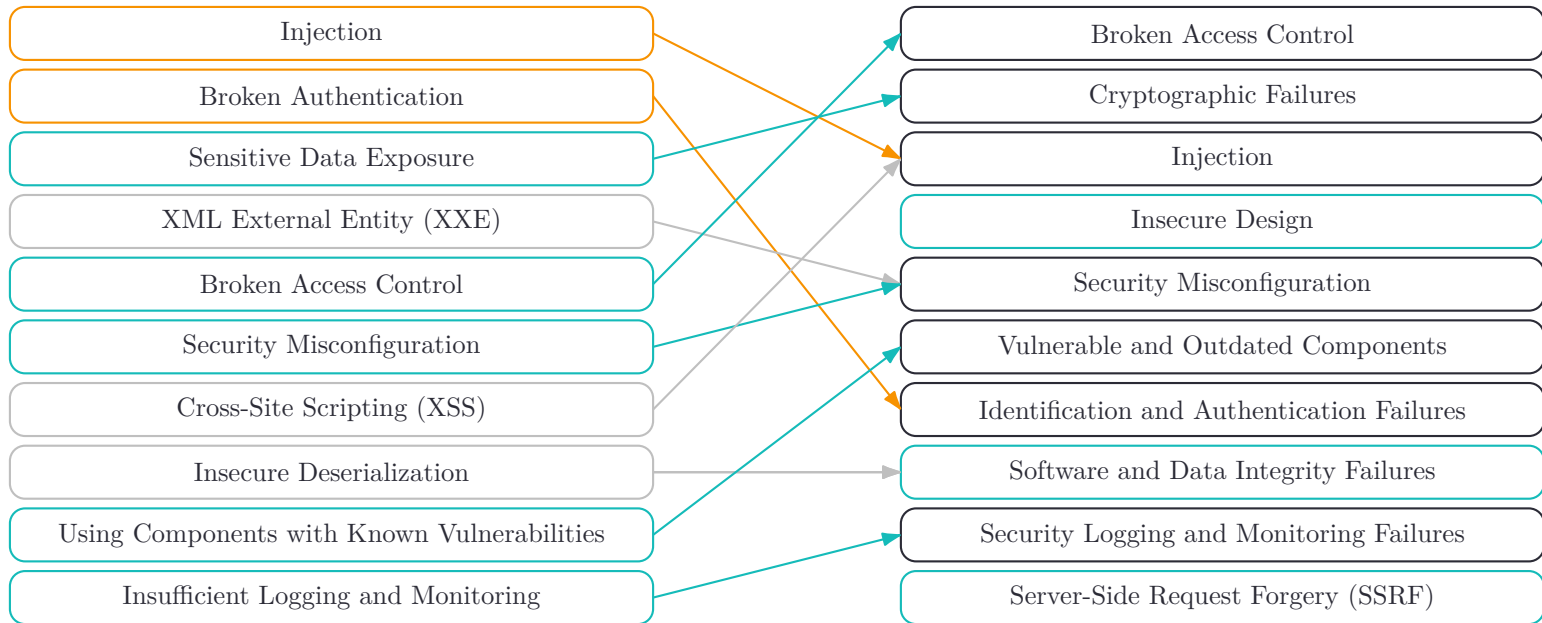 Injection
Broken Authentication
Sensitive Data Exposure
XML External Entity (XXE)
Broken Access Control
Security Misconfiguration
Cross-Site Scripting (XSS)
Insecure Deserialization
Using Components with Known Vulnerabilities
Insufficient Logging and Monitoring
Broken Access Control
Cryptographic Failures
Injection
Insecure Design
Security Misconfiguration
Vulnerable and Outdated Components
Identification and Authentication Failures
Software and Data Integrity Failures
Security Logging and Monitoring Failures
Server-Side Request Forgery (SSRF)